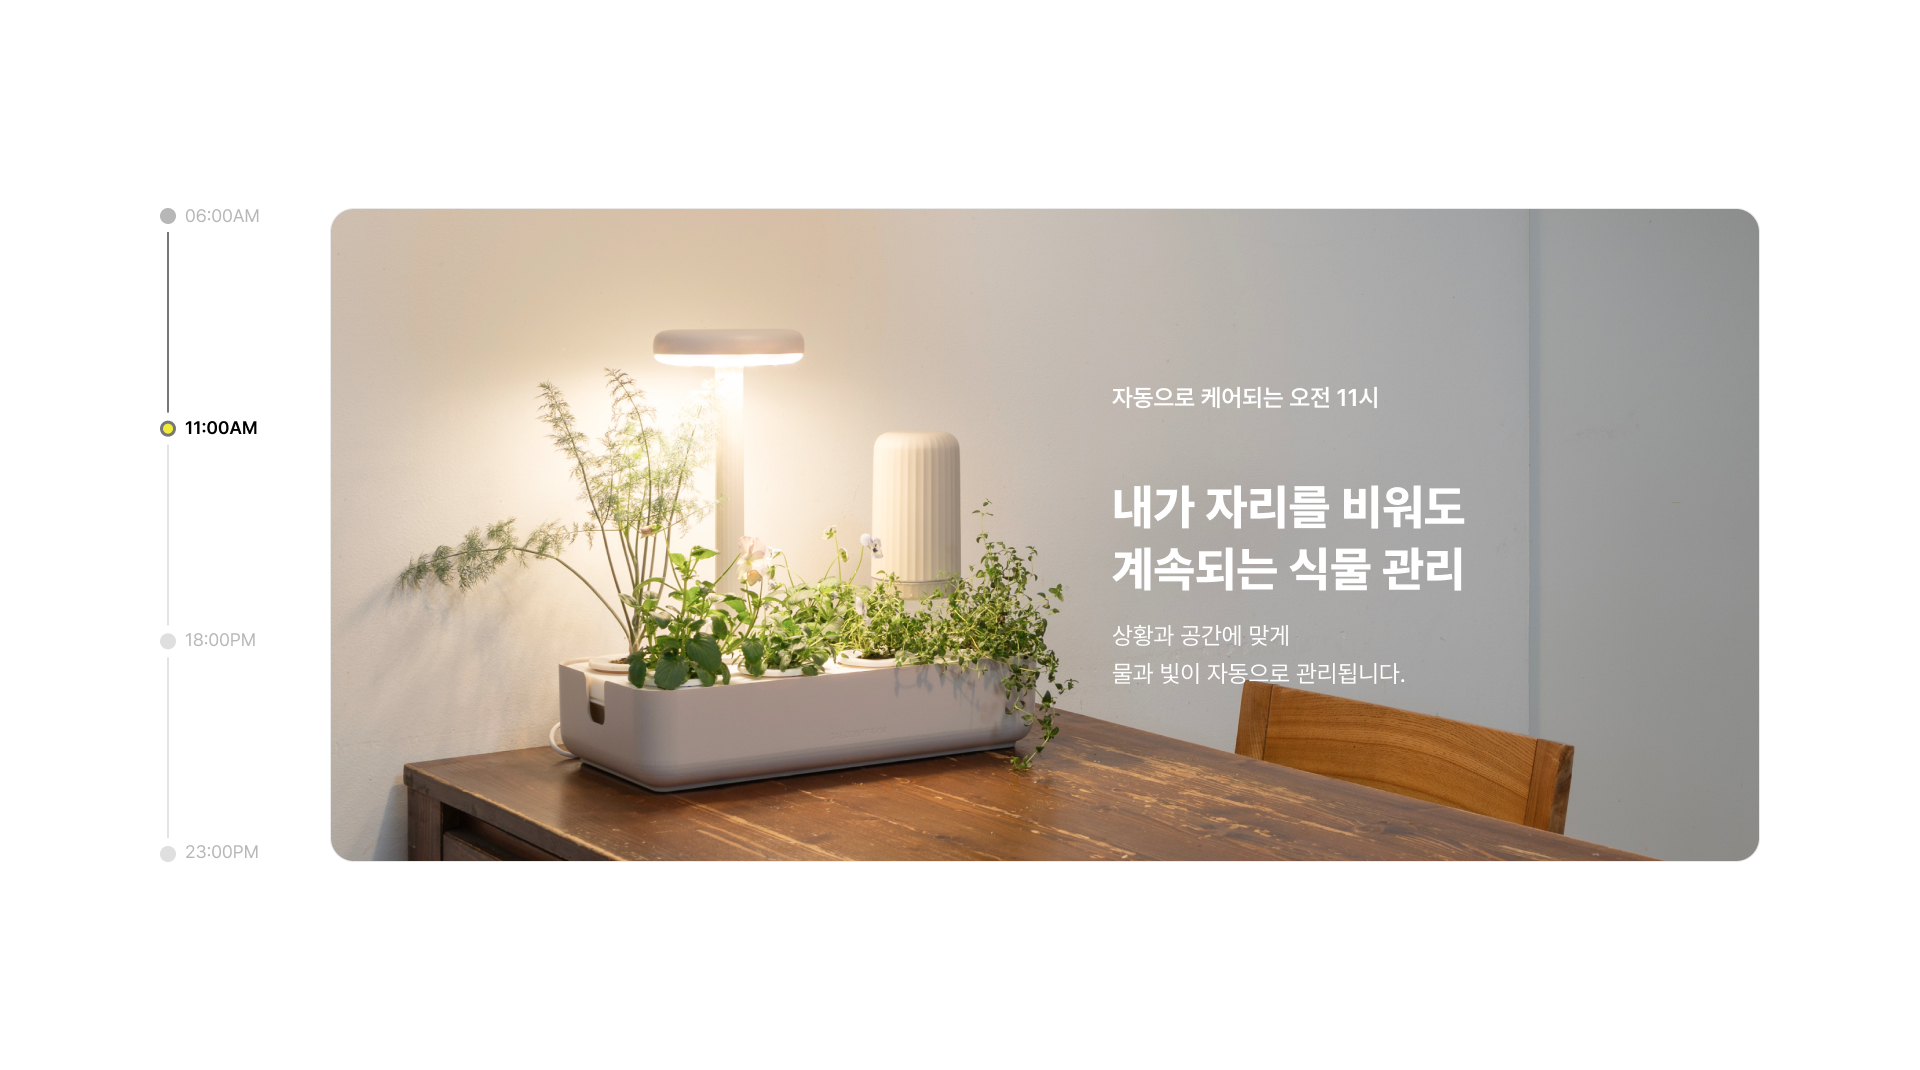 06:00AM
11:00AM
18:00PM
23:00PM
자동으로 케어되는 오전 11시
내가 자리를 비워도
계속되는 식물 관리
상황과 공간에 맞게
물과 빛이 자동으로 관리됩니다.